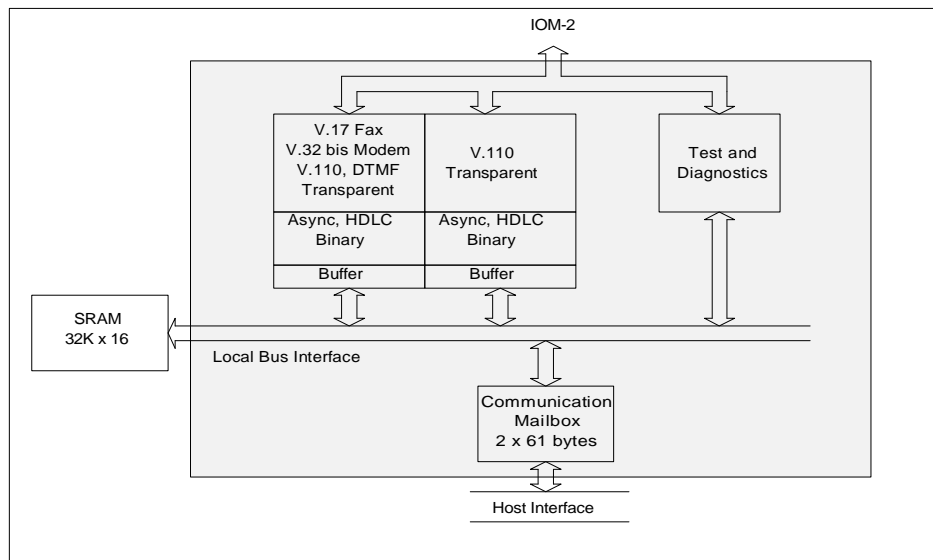 IOM-2
V.17 Fax
V.32 bis Modem
V.110, DTMF
Transparent
V.110
Transparent
Test and
Diagnostics
Async, HDLC
Binary
Async, HDLC
Binary
Buffer
Buffer
SRAM
32K x 16
Local Bus Interface
Communication
Mailbox
2 x 61 bytes
Host Interface